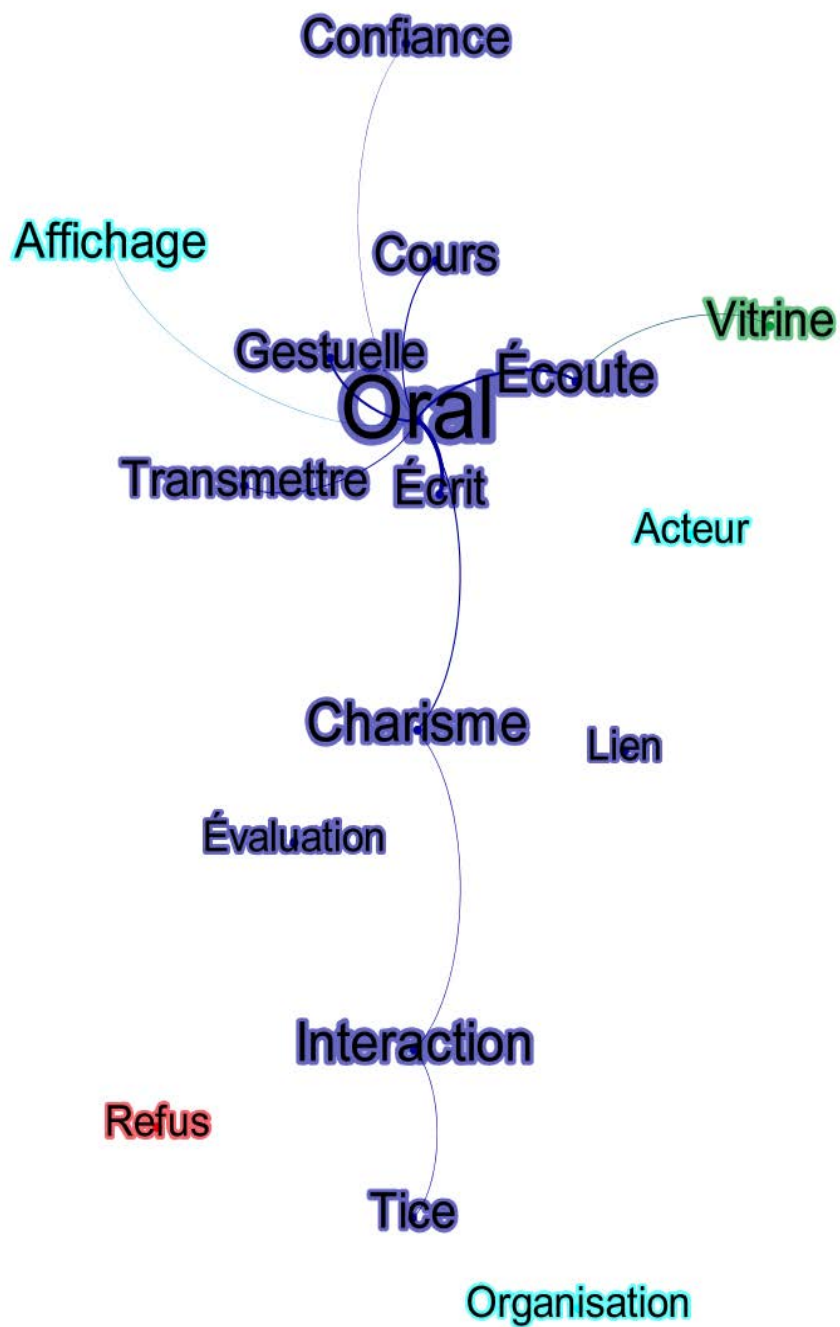 Confiance
Affichage
Cours
Vitrine
Gestuelle
Écoute
Oral
Transmettre
Écrit
Acteur
Charisme
Lien
Évaluation
Interaction
Refus
Tice
Organisation